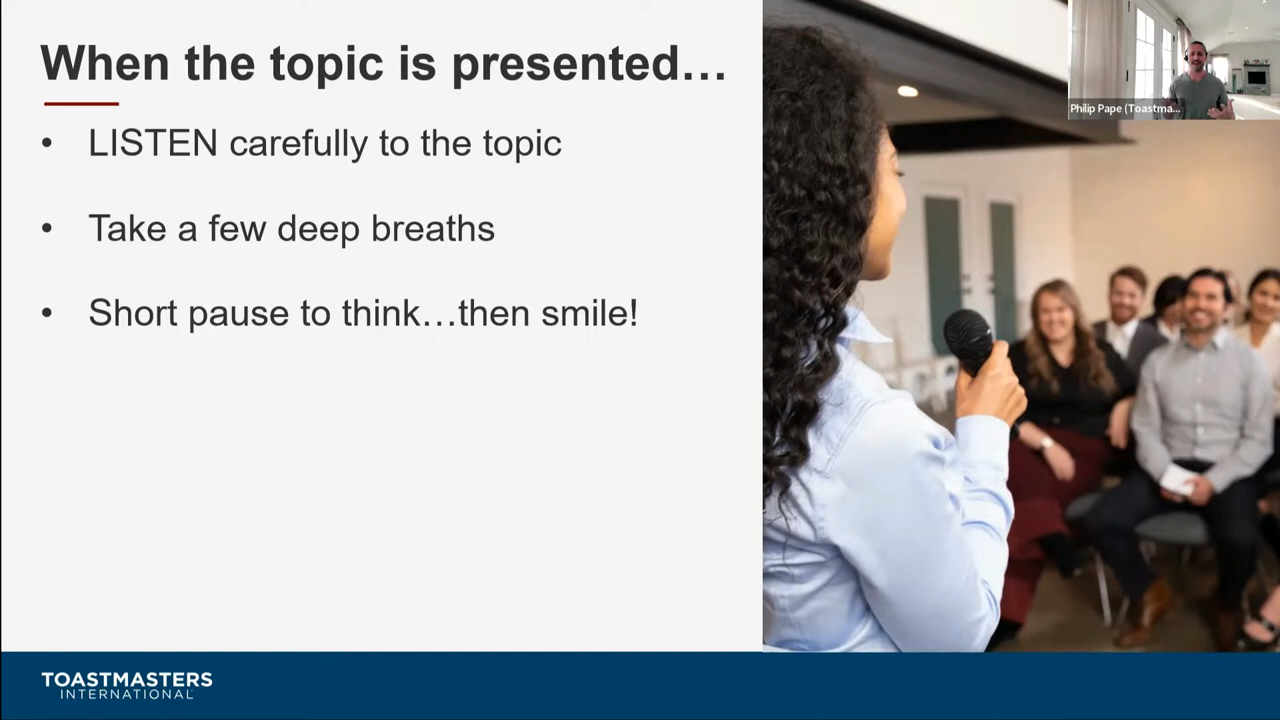 When the topic is presented…
• LISTEN carefully to the topic
• Take a few deep breaths
• Short pause to think…then smile!
Philip Pape (Toastma...
TOASTMASTERS
INTERNATIONAL